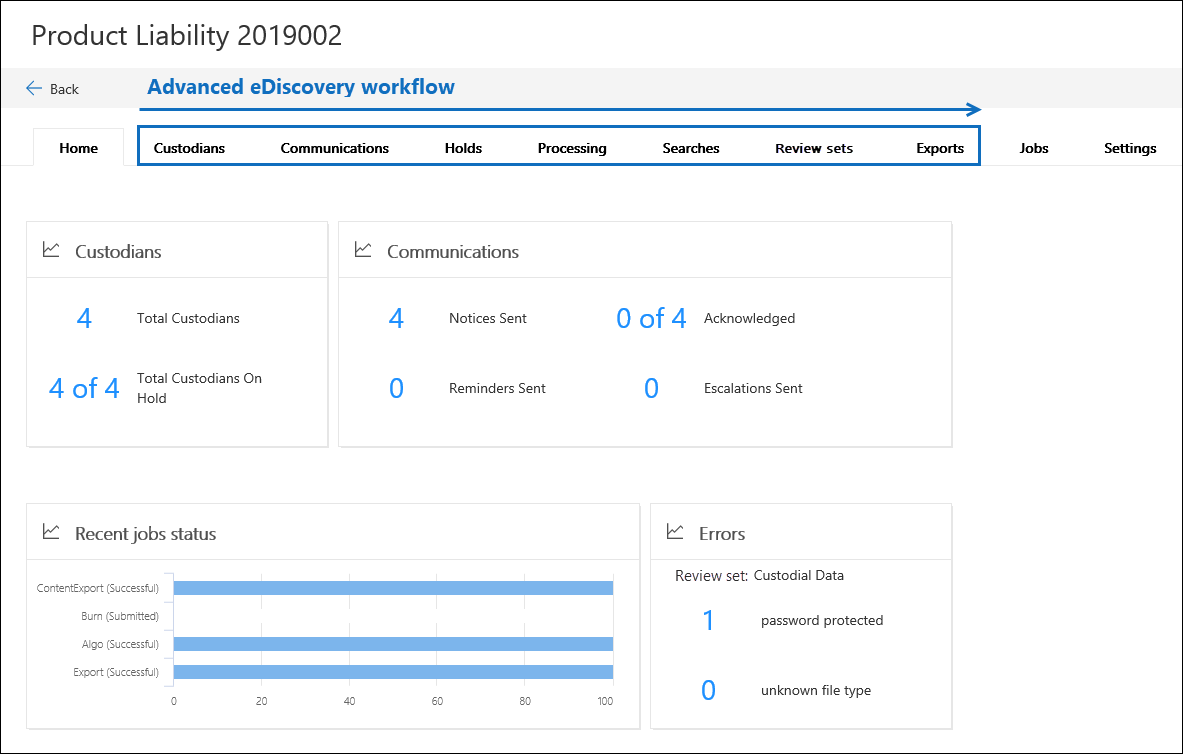 Product Liability 2019002
Back
Advanced eDiscovery workflow
Home Custodians Communications Holds Processing Searches Review sets Exports Jobs Settings
Custodians
4 Total Custodians
4 of 4 Total Custodians On
Hold
Communications
4 Notices Sent 0 of 4 Acknowledged
0 Reminders Sent 0 Escalations Sent
Recent jobs status
ContentExport (Successful)
Burn (Submitted)
Algo (Successful)
Export (Successful)
0 20 40 60 80 100
Errors
Review set: Custodial Data
1 password protected
0 unknown file type